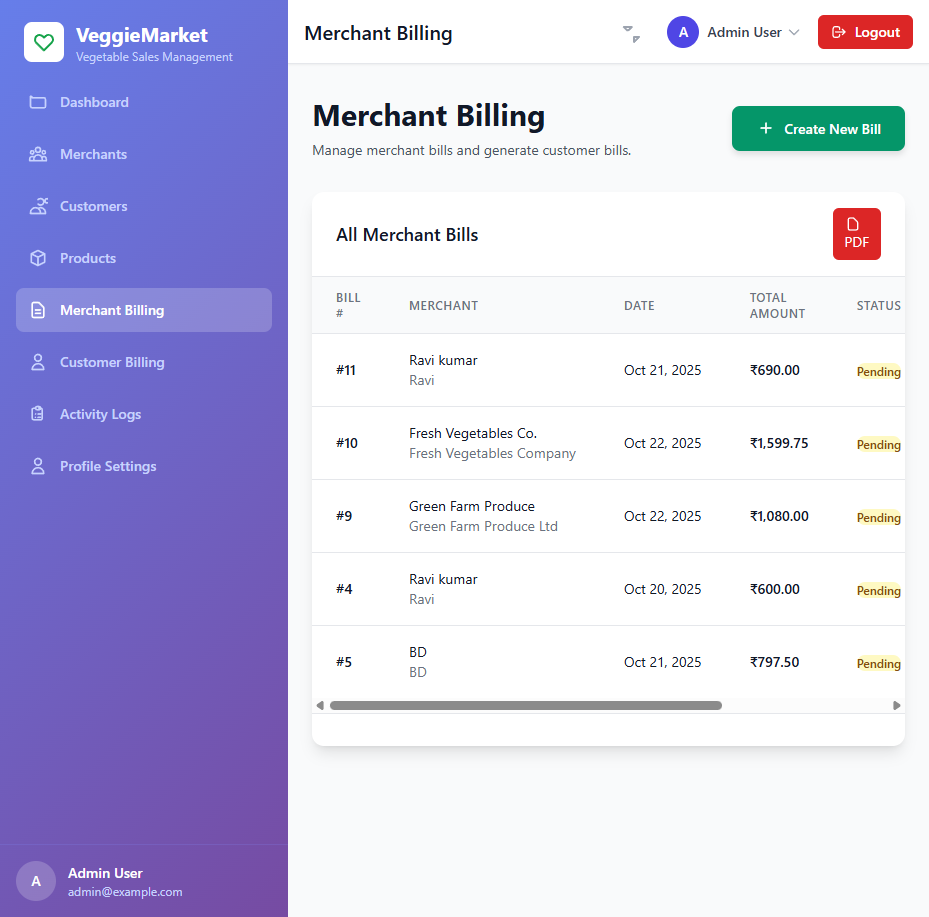 VeggieMarket
Vegetable Sales Management
Dashboard
Merchants
Customers
Products
Merchant Billing
Customer Billing
Activity Logs
Profile Settings
A
Admin User
admin@example.com
Merchant Billing
A
Admin User
Logout
Merchant Billing
Manage merchant bills and generate customer bills.
Create New Bill
All Merchant Bills
PDF
BILL
#
MERCHANT
DATE
TOTAL
AMOUNT
STATUS
#11
Ravi kumar
Ravi
Oct 21, 2025
₹690.00
Pending
#10
Fresh Vegetables Co.
Fresh Vegetables Company
Oct 22, 2025
₹1,599.75
Pending
#9
Green Farm Produce
Green Farm Produce Ltd
Oct 22, 2025
₹1,080.00
Pending
#4
Ravi kumar
Ravi
Oct 20, 2025
₹600.00
Pending
#5
BD
BD
Oct 21, 2025
₹797.50
Pending